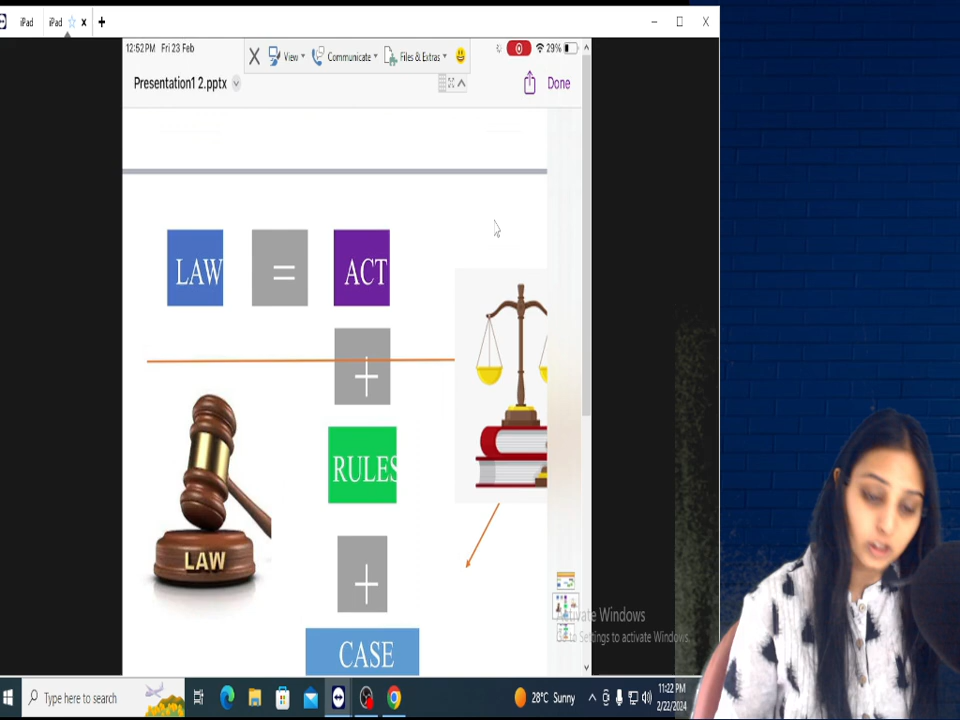 iPad
iPad
12:52PM Fri 23 Feb
View
Communicate
Files & Extras
29%
Presentation1 2.pptx
Done
LAW
=
ACT
+
RULES
+
CASE
LAW
Activate Windows
Go to Settings to activate Windows.
Type here to search
28°C Sunny
11:22 PM
2/22/2024